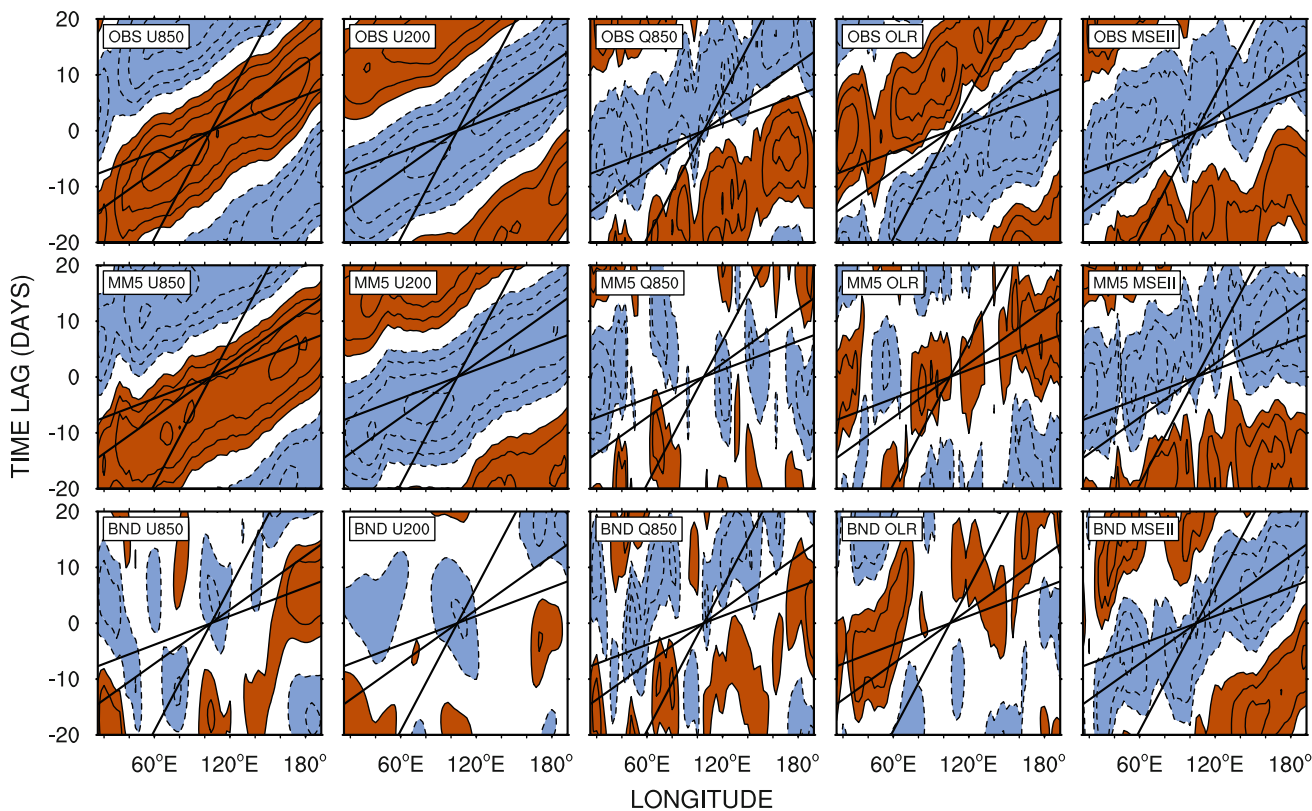 20 OBS U850 OBS U200 OBS Q850 OBS OLR OBS MSEII
10
0
-10
-20
20 MM5 U850 MM5 U200 MM5 Q850 MM5 OLR MM5 MSEII
10
0
-10
-20
TIME LAG (DAYS)
20 BND U850 BND U200 BND Q850 BND OLR BND MSEII
10
0
-10
-20
60°E 120°E 180° 60°E 120°E 180° 60°E 120°E 180° 60°E 120°E 180° 60°E 120°E 180°
LONGITUDE